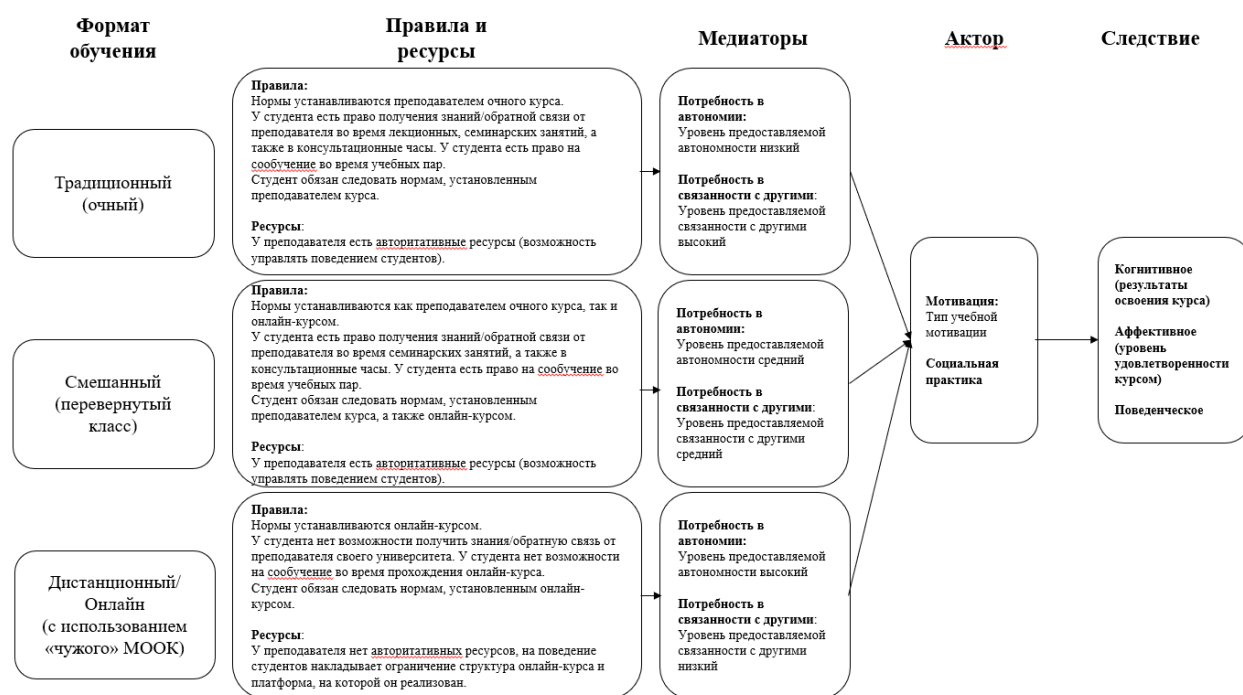 Формат
обучения
Правила и
ресурсы
Медиаторы
Актор
Следствие
Традиционный
(очный)
Правила:
Нормы устанавливаются преподавателем очного курса.
У студента есть право получения знаний/обратной связи от
преподавателя во время лекционных, семинарских занятий, а
также в консультационные часы. У студента есть право на
сообучение во время учебных пар.
Студент обязан следовать нормам, установленным
преподавателем курса.
Ресурсы:
У преподавателя есть авторитативные ресурсы (возможность
управлять поведением студентов).
Потребность в
автономии:
Уровень предоставляемой
автономности низкий
Потребность в
связанности с другими:
Уровень предоставляемой
связанности с другими
высокий
Смешанный
(перевернутый
класс)
Правила:
Нормы устанавливаются как преподавателем очного курса, так и
онлайн-курсом.
У студента есть право получения знаний/обратной связи от
преподавателя во время семинарских занятий, а также в
консультационные часы. У студента есть право на сообучение во
время учебных пар.
Студент обязан следовать нормам, установленным
преподавателем курса, а также онлайн-курсом.
Ресурсы:
У преподавателя есть авторитативные ресурсы (возможность
управлять поведением студентов).
Потребность в
автономии:
Уровень предоставляемой
автономности средний
Потребность в
связанности с другими:
Уровень предоставляемой
связанности с другими
средний
Дистанционный/
Онлайн
(с использованием
«чужого» МООК)
Правила:
Нормы устанавливаются онлайн-курсом.
У студента нет возможности получить знания/обратную связь от
преподавателя своего университета. У студента нет возможности
на сообучение во время прохождения онлайн-курса.
Студент обязан следовать нормам, установленным онлайн-
курсом.
Ресурсы:
У преподавателя нет авторитативных ресурсов, на поведение
студентов накладывает ограничение структура онлайн-курса и
платформа, на которой он реализован.
Потребность в
автономии:
Уровень предоставляемой
автономности высокий
Потребность в
связанности с другими:
Уровень предоставляемой
связанности с другими
низкий
Мотивация:
Тип учебной
мотивации
Социальная
практика
Когнитивное
(результаты
освоения курса)
Аффективное
(уровень
удовлетворенности
курсом)
Поведенческое